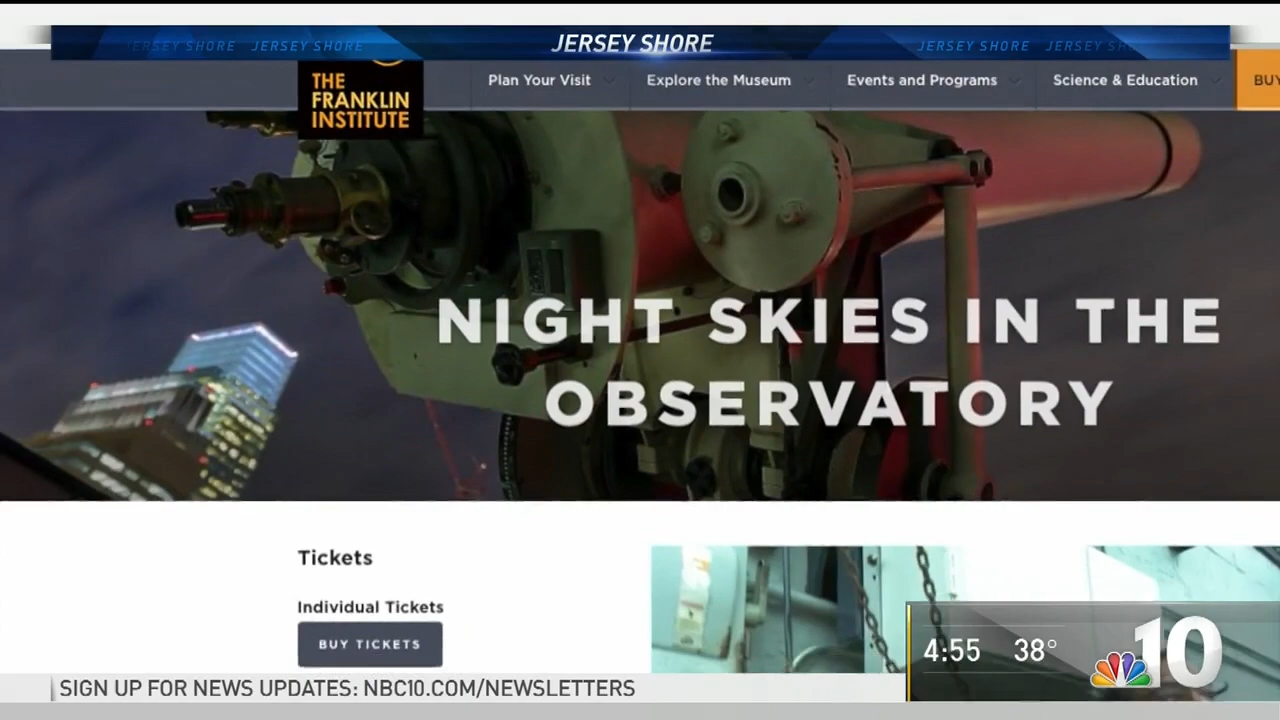 JERSEY SHORE JERSEY SHORE JERSEY SHORE JERSEY SHORE JERSEY
THE
FRANKLIN
INSTITUTE
Plan Your Visit Explore the Museum Events and Programs Science & Education BUY
NIGHT SKIES IN THE
OBSERVATORY
Tickets
Individual Tickets
BUY TICKETS
4:55 38° 10
SIGN UP FOR NEWS UPDATES: NBC10.COM/NEWSLETTERS